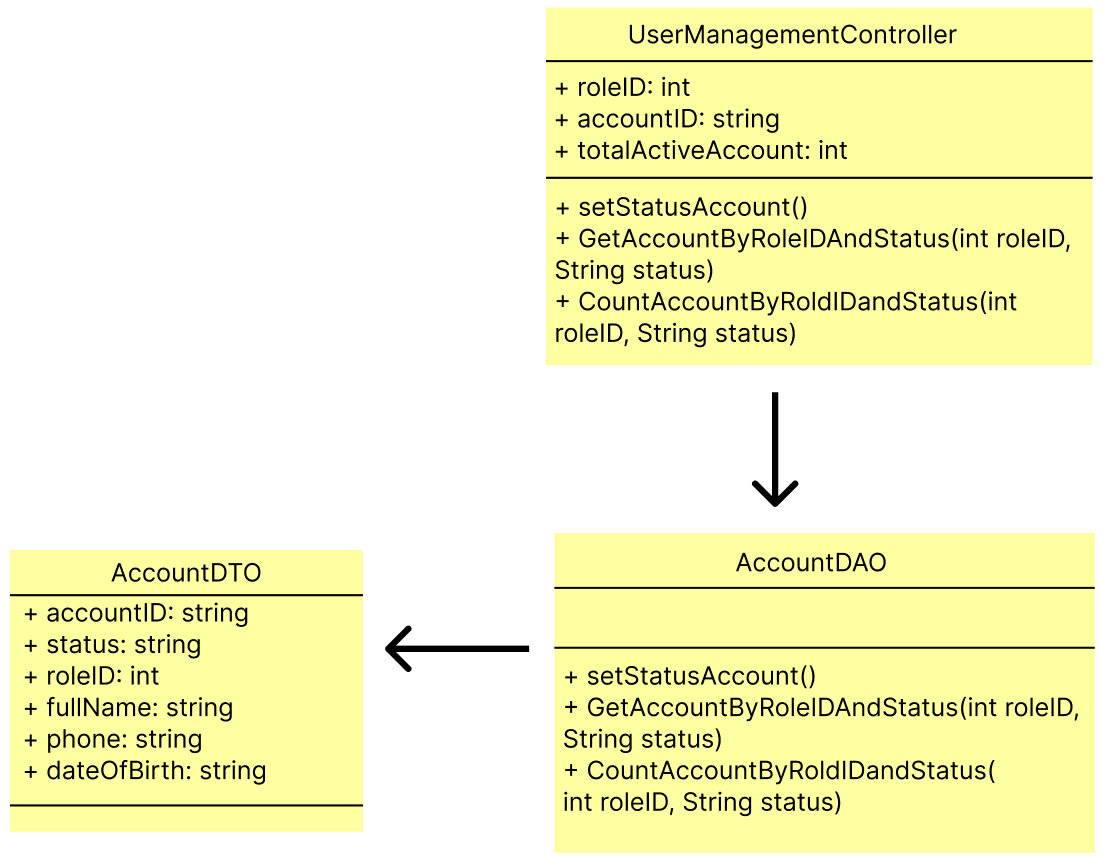 UserManagementController
+ roleID: int
+ accountID: string
+ totalActiveAccount: int
+ setStatusAccount()
+ GetAccountByRoleIDAndStatus(int roleID,
String status)
+ CountAccountByRoldIDandStatus(int
roleID, String status)
AccountDTO
+ accountID: string
+ status: string
+ roleID: int
+ fullName: string
+ phone: string
+ dateOfBirth: string
AccountDAO
+ setStatusAccount()
+ GetAccountByRoleIDAndStatus(int roleID,
String status)
+ CountAccountByRoldIDandStatus(
int roleID, String status)